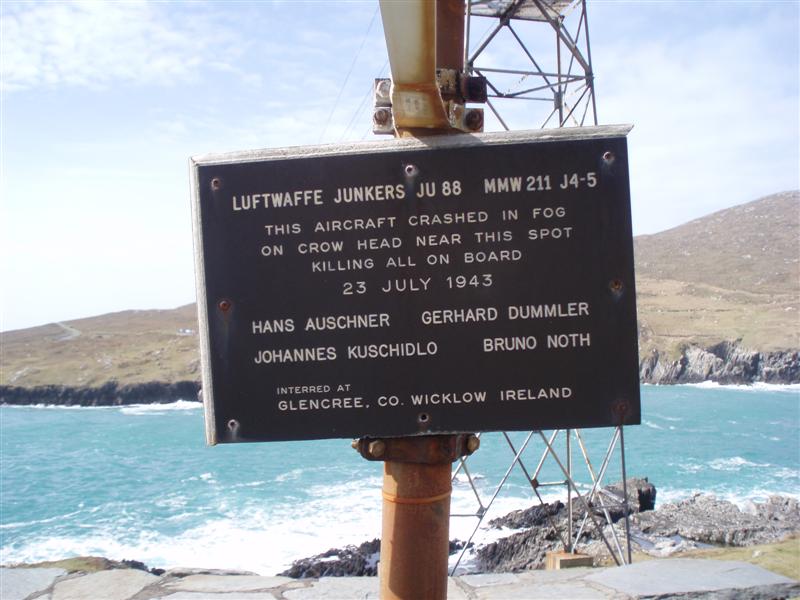 LUFTWAFFE JUNKERS JU 88 MMW 211 J4-5
THIS AIRCRAFT CRASHED IN FOG
ON CROW HEAD NEAR THIS SPOT
KILLING ALL ON BOARD
23 JULY 1943
HANS AUSCHNER GERHARD DUMMLER
JOHANNES KUSCHIDLO BRUNO NOTH
INTERRED AT
GLENCREE, CO. WICKLOW IRELAND